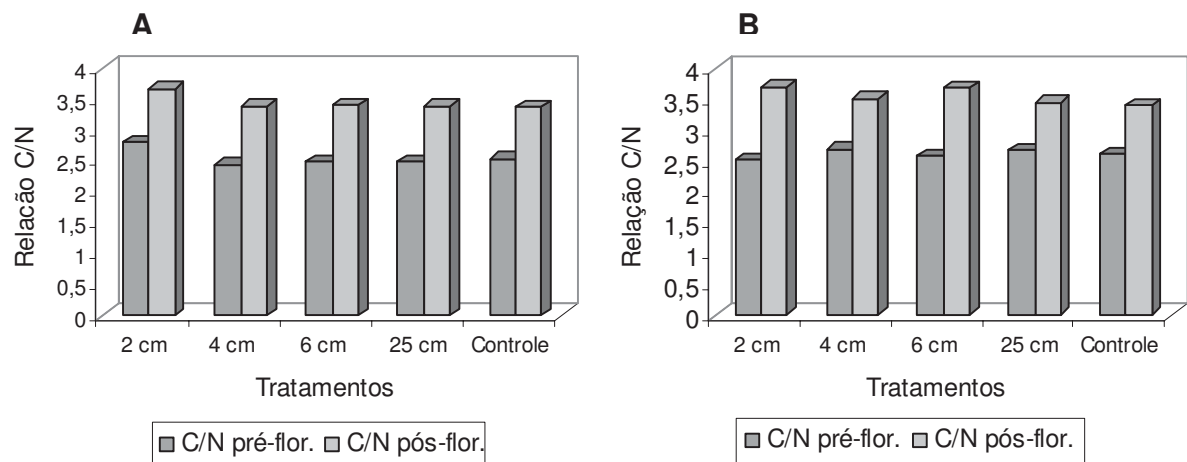 A
Relacão C/N
4
3,5
3
2,5
2
1,5
1
0,5
0
2 cm 4 cm 6 cm 25 cm Controle
Tratamentos
C/N pré-flor. C/N pós-flor.
B
Relação C/N
4
3,5
3
2,5
2
1,5
1
0,5
0
2 cm 4 cm 6 cm 25 cm Controle
Tratamentos
C/N pré-flor. C/N pós-flor.